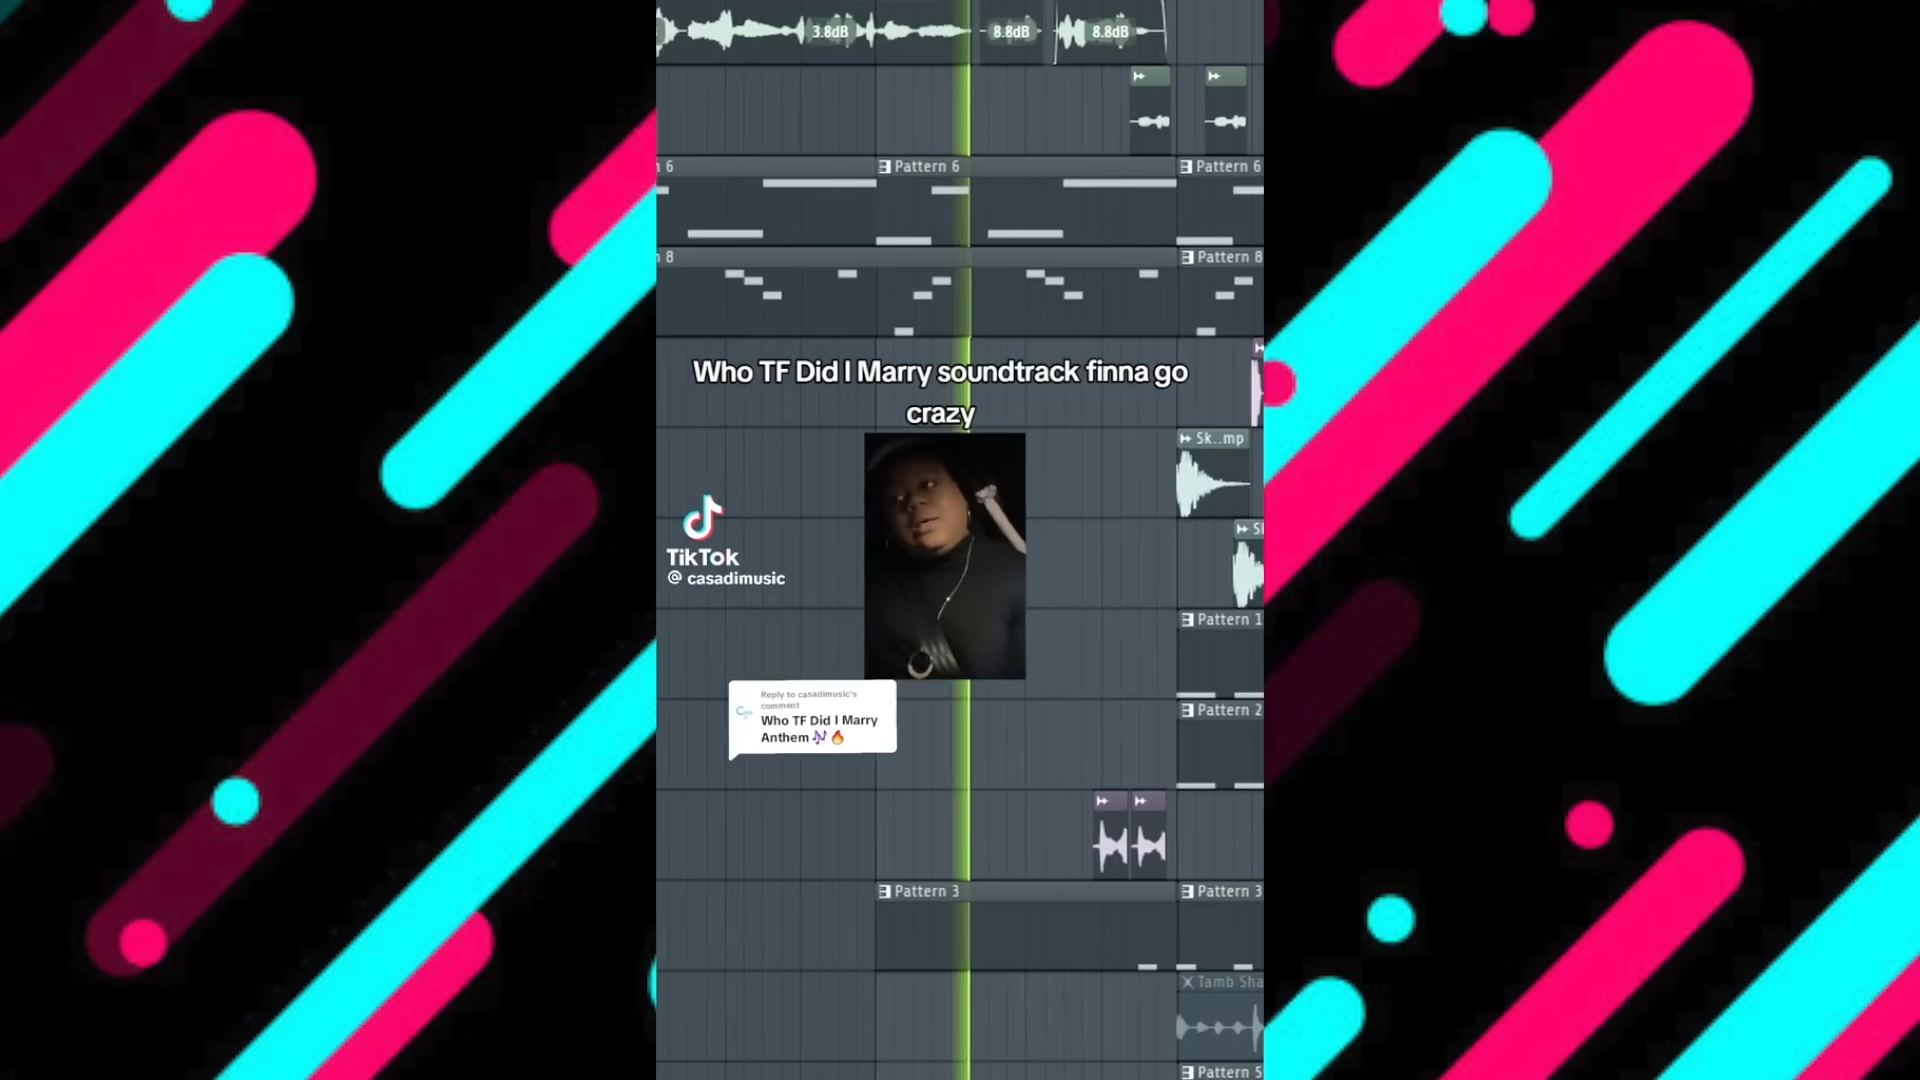 3.8dB
8.8dB
8.8dB
6
Pattern 6
Pattern 6
8
Pattern 8
Who TF Did I Marry soundtrack finna go
crazy
Sk..mp
TikTok
@ casadimusic
Pattern 1
Reply to casadimusic's
comment
Who TF Did I Marry
Anthem 🎶 🔥
Pattern 2
Pattern 3
Pattern 3
Tamb Sha
Pattern 5